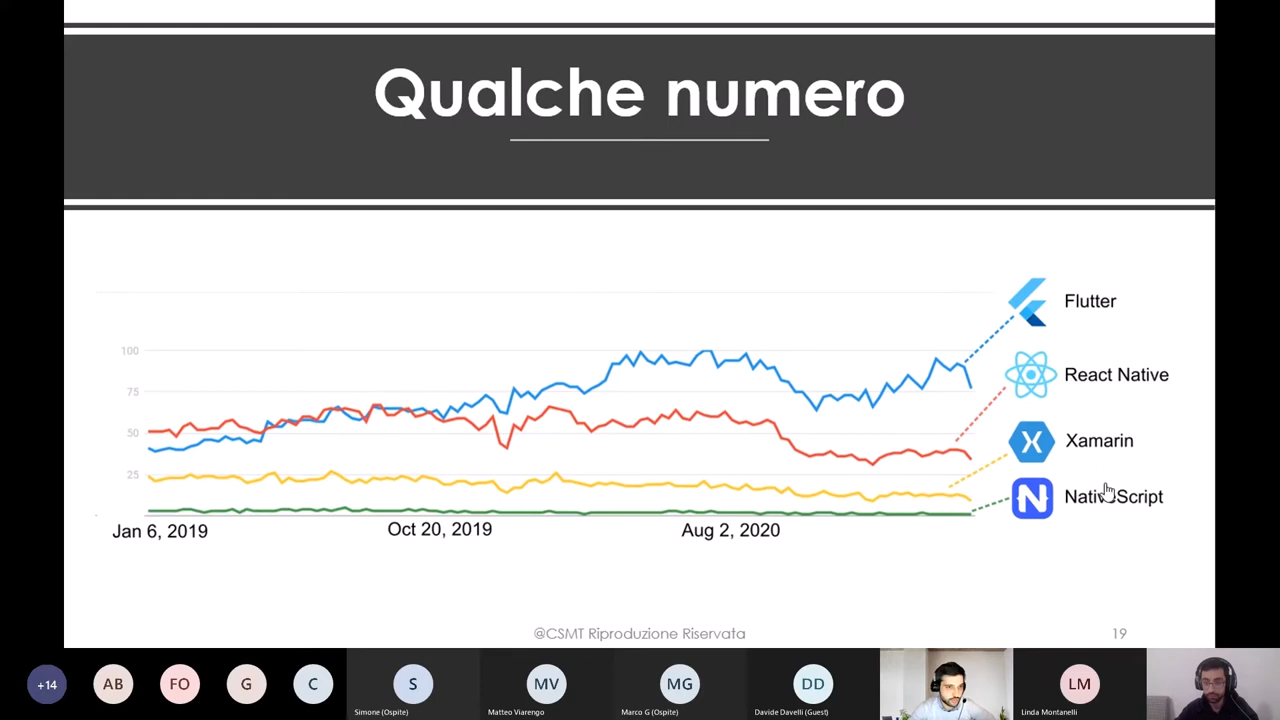 Qualche numero
Flutter
100
React Native
75
50
Xamarin
25
NativeScript
Jan 6, 2019
Oct 20, 2019
Aug 2, 2020
@CSMT Riproduzione Riservata
19
+14
AB
FO
G
C
S
MV
MG
DD
LM
Simone (Ospite)
Matteo Viarengo
Marco G (Ospite)
Davide Davelli (Guest)
Linda Montanelli